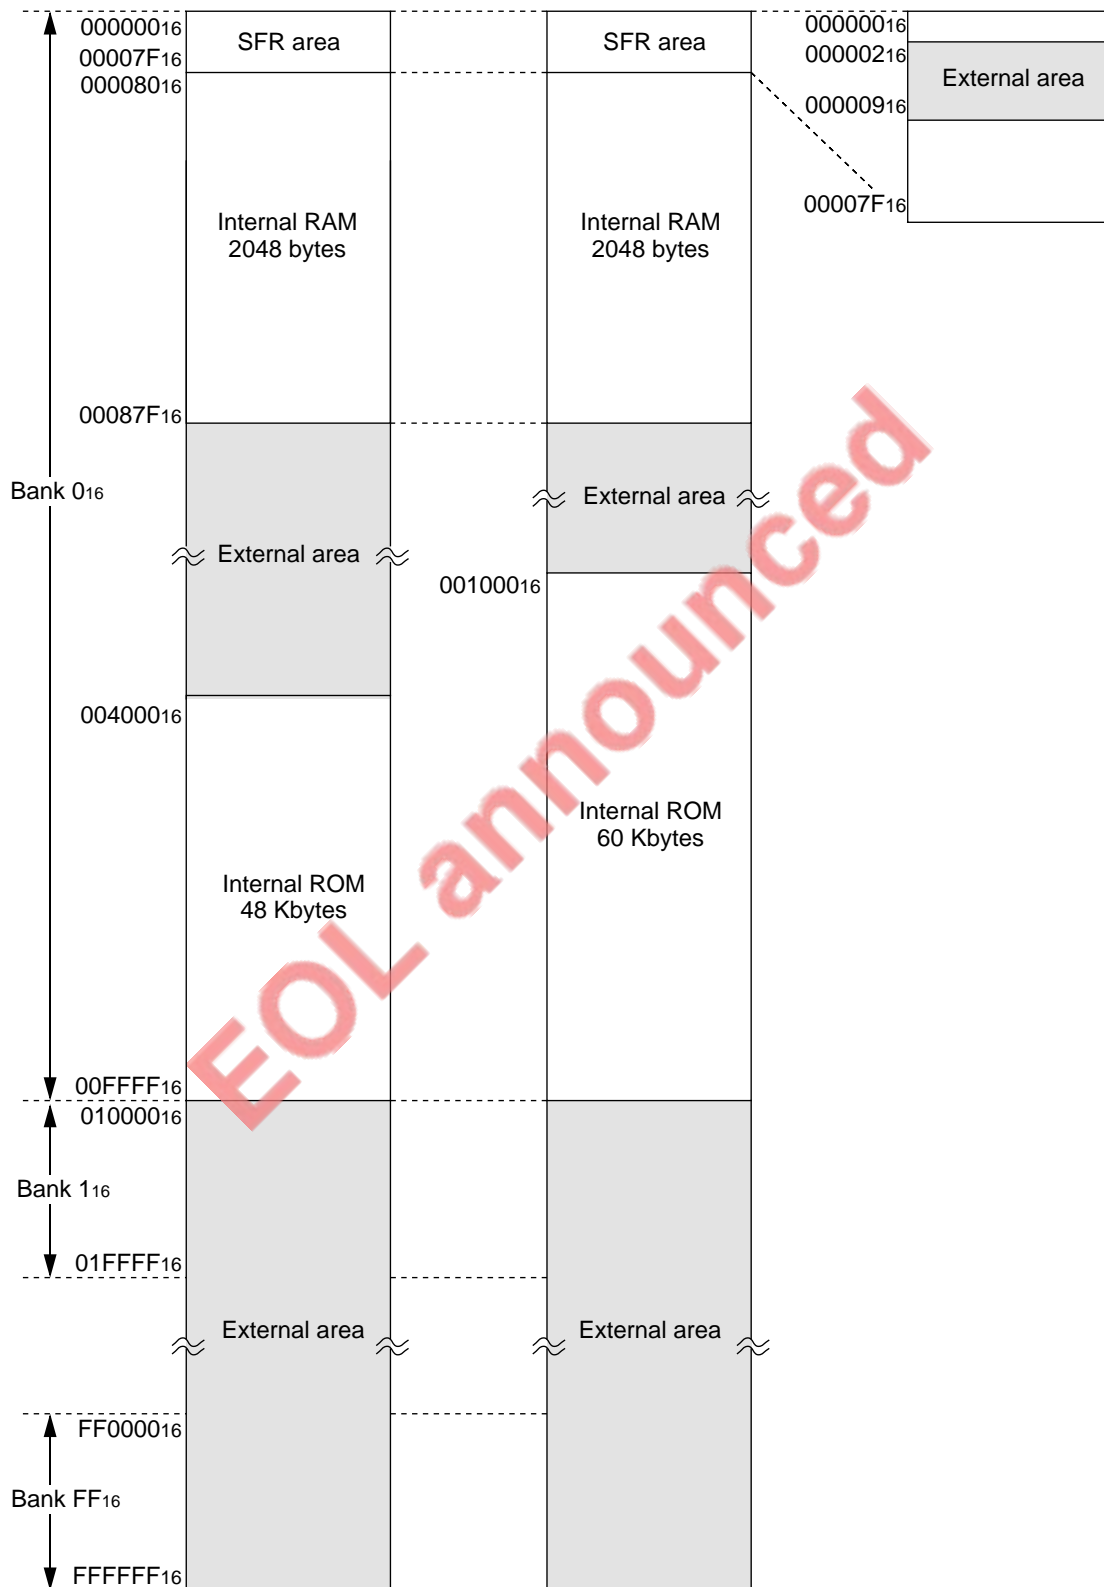 00000016
SFR area
SFR area
00000016
00007F16
00000216
00008016
External area
00000916
Internal RAM
2048 bytes
Internal RAM
2048 bytes
00007F16
00087F16
Bank 016
External area
External area
00100016
00400016
Internal ROM
60 Kbytes
Internal ROM
48 Kbytes
EOL announced
00FFFF16
01000016
Bank 116
01FFFF16
External area
External area
FF000016
Bank FF16
FFFFFF16